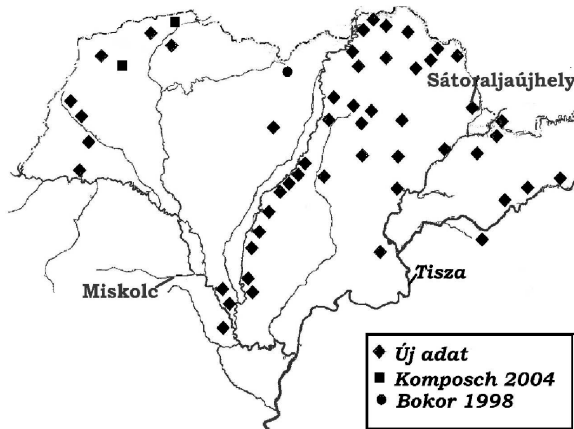 Sátoraljaújhely
Miskolc
Tisza
Új adat
Komposch 2004
Bokor 1998